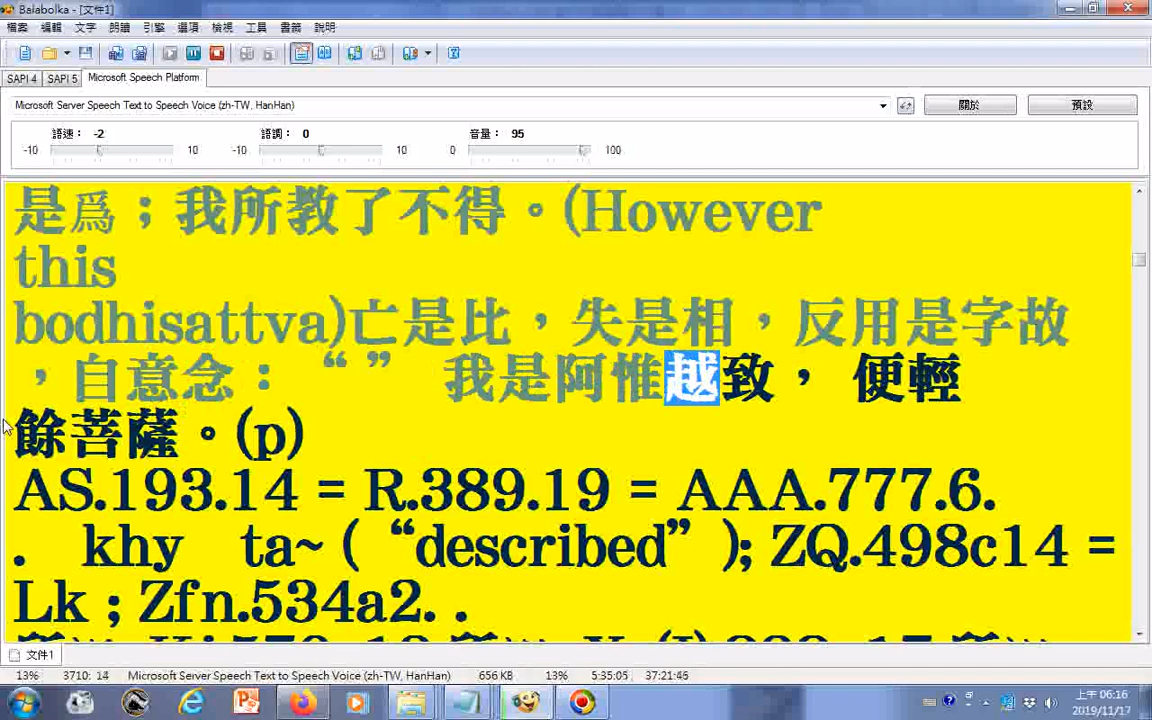 Balabolka - [文件1]
檔案 編輯 文字 朗讀 引擎 選項 檢視 工具 書籤 說明
SAPI 4 SAPI 5 Microsoft Speech Platform
Microsoft Server Speech Text to Speech Voice (zh-TW, HanHan) 關於 預設
語速： -2 語調： 0 音量： 95
-10 10 -10 10 0 100
是爲；我所教了不得。(However
this
bodhisattva)亡是比，失是相，反用是字故
，自意念：“ ” 我是阿惟越致， 便輕
餘菩薩。(p)
AS.193.14 = R.389.19 = AAA.777.6.
. khy ta~ (“described”); ZQ.498c14 =
Lk ; Zfn.534a2. .
文件1
13% 3710: 14 Microsoft Server Speech Text to Speech Voice (zh-TW, HanHan) 656 KB 13% 5:35:05 37:21:46
上午 06:16
2019/11/17